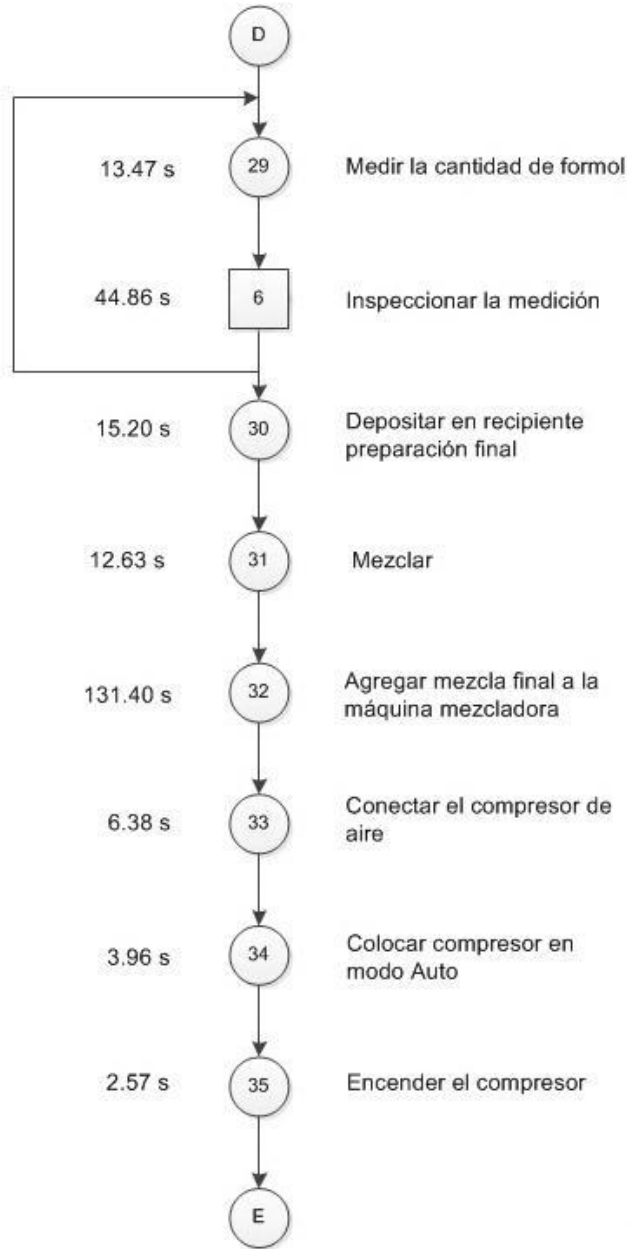 D
13.47 s
29
Medir la cantidad de formol
44.86 s
6
Inspeccionar la medición
15.20 s
30
Depositar en recipiente
preparación final
12.63 s
31
Mezclar
131.40 s
32
Agregar mezcla final a la
máquina mezcladora
6.38 s
33
Conectar el compresor de
aire
3.96 s
34
Colocar compresor en
modo Auto
2.57 s
35
Encender el compresor
E